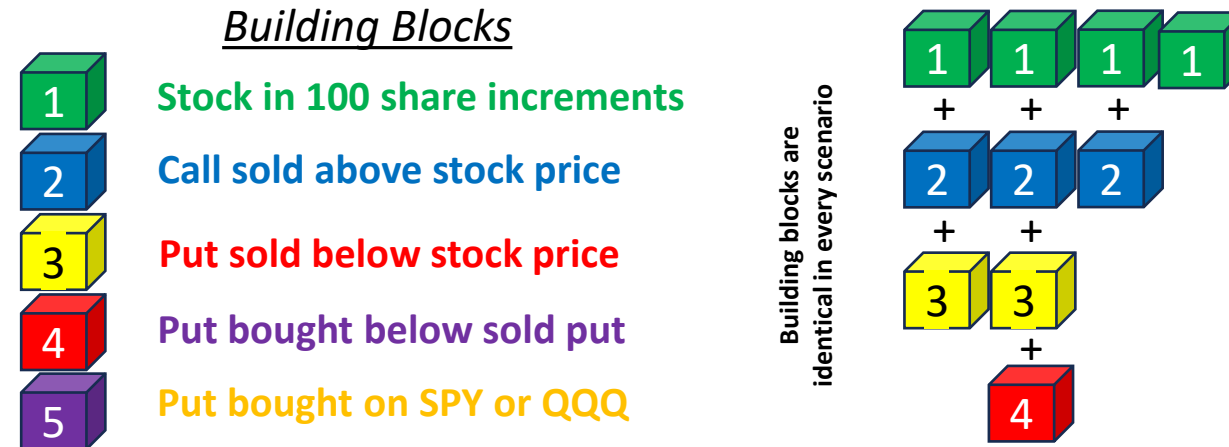 Building Blocks
1 Stock in 100 share increments
2 Call sold above stock price
3 Put sold below stock price
4 Put bought below sold put
5 Put bought on SPY or QQQ
Building blocks are
identical in every scenario
1 1 1 1
+ + +
2 2 2
+ +
3 3
+
4